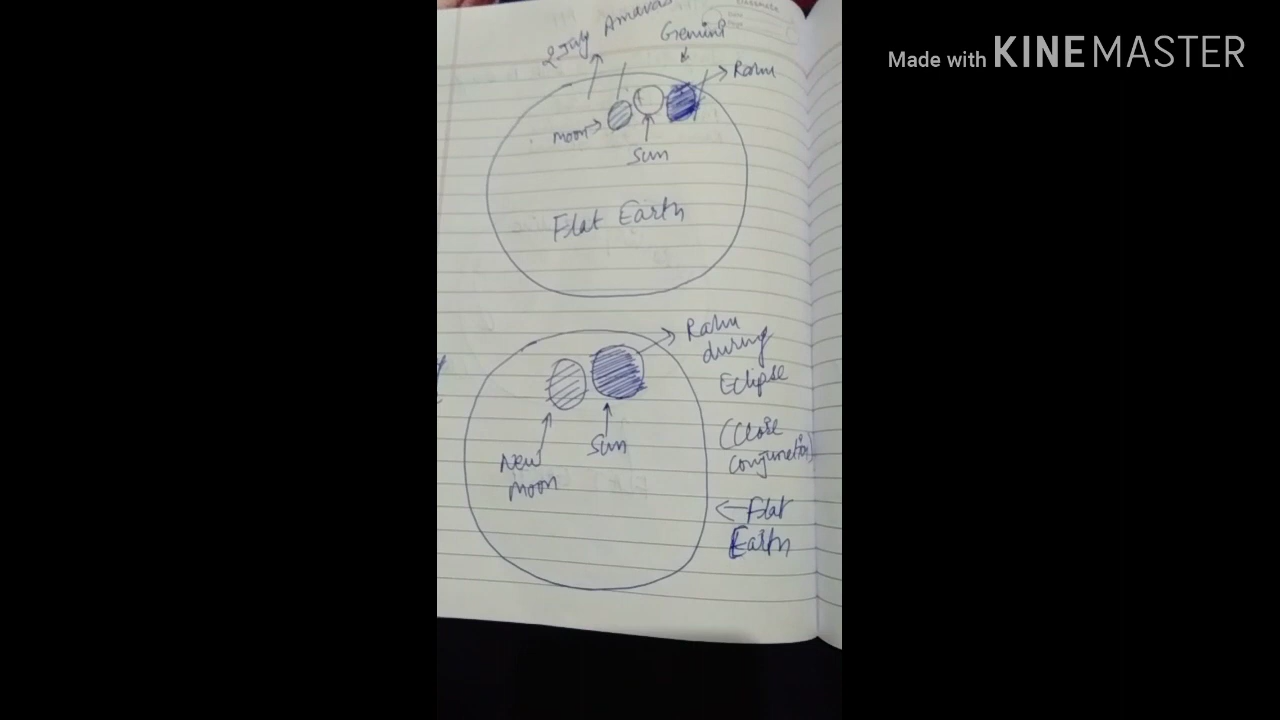 Made with KINEMASTER
2 July Amavas
Gemini
Rahu
Moon
Sun
Flat Earth
Rahu
during
Eclipse
(Close
conjunction)
Sun
New
Moon
Flat
Earth